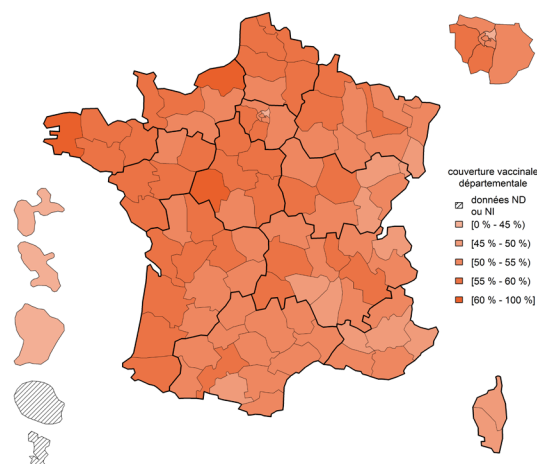 couverture vaccinale
départementale
données ND
ou NI
[0 % - 45 %)
[45 % - 50 %)
[50 % - 55 %)
[55 % - 60 %)
[60 % - 100 %]